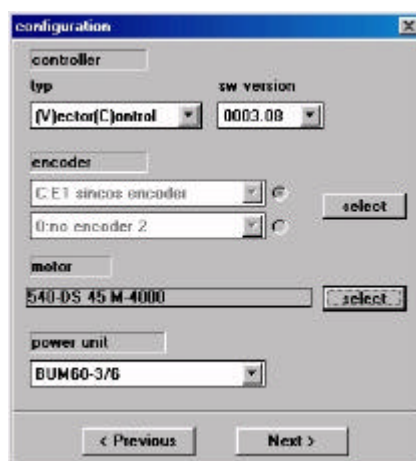 configuration
controller
typ sw version
(V)ector(C)ontrol 0003.08
encoder
C:E1 sincos encoder
select
0:no encoder 2
motor
540-DS 45 M-4000 select
power unit
BUM60-3/6
< Previous Next >